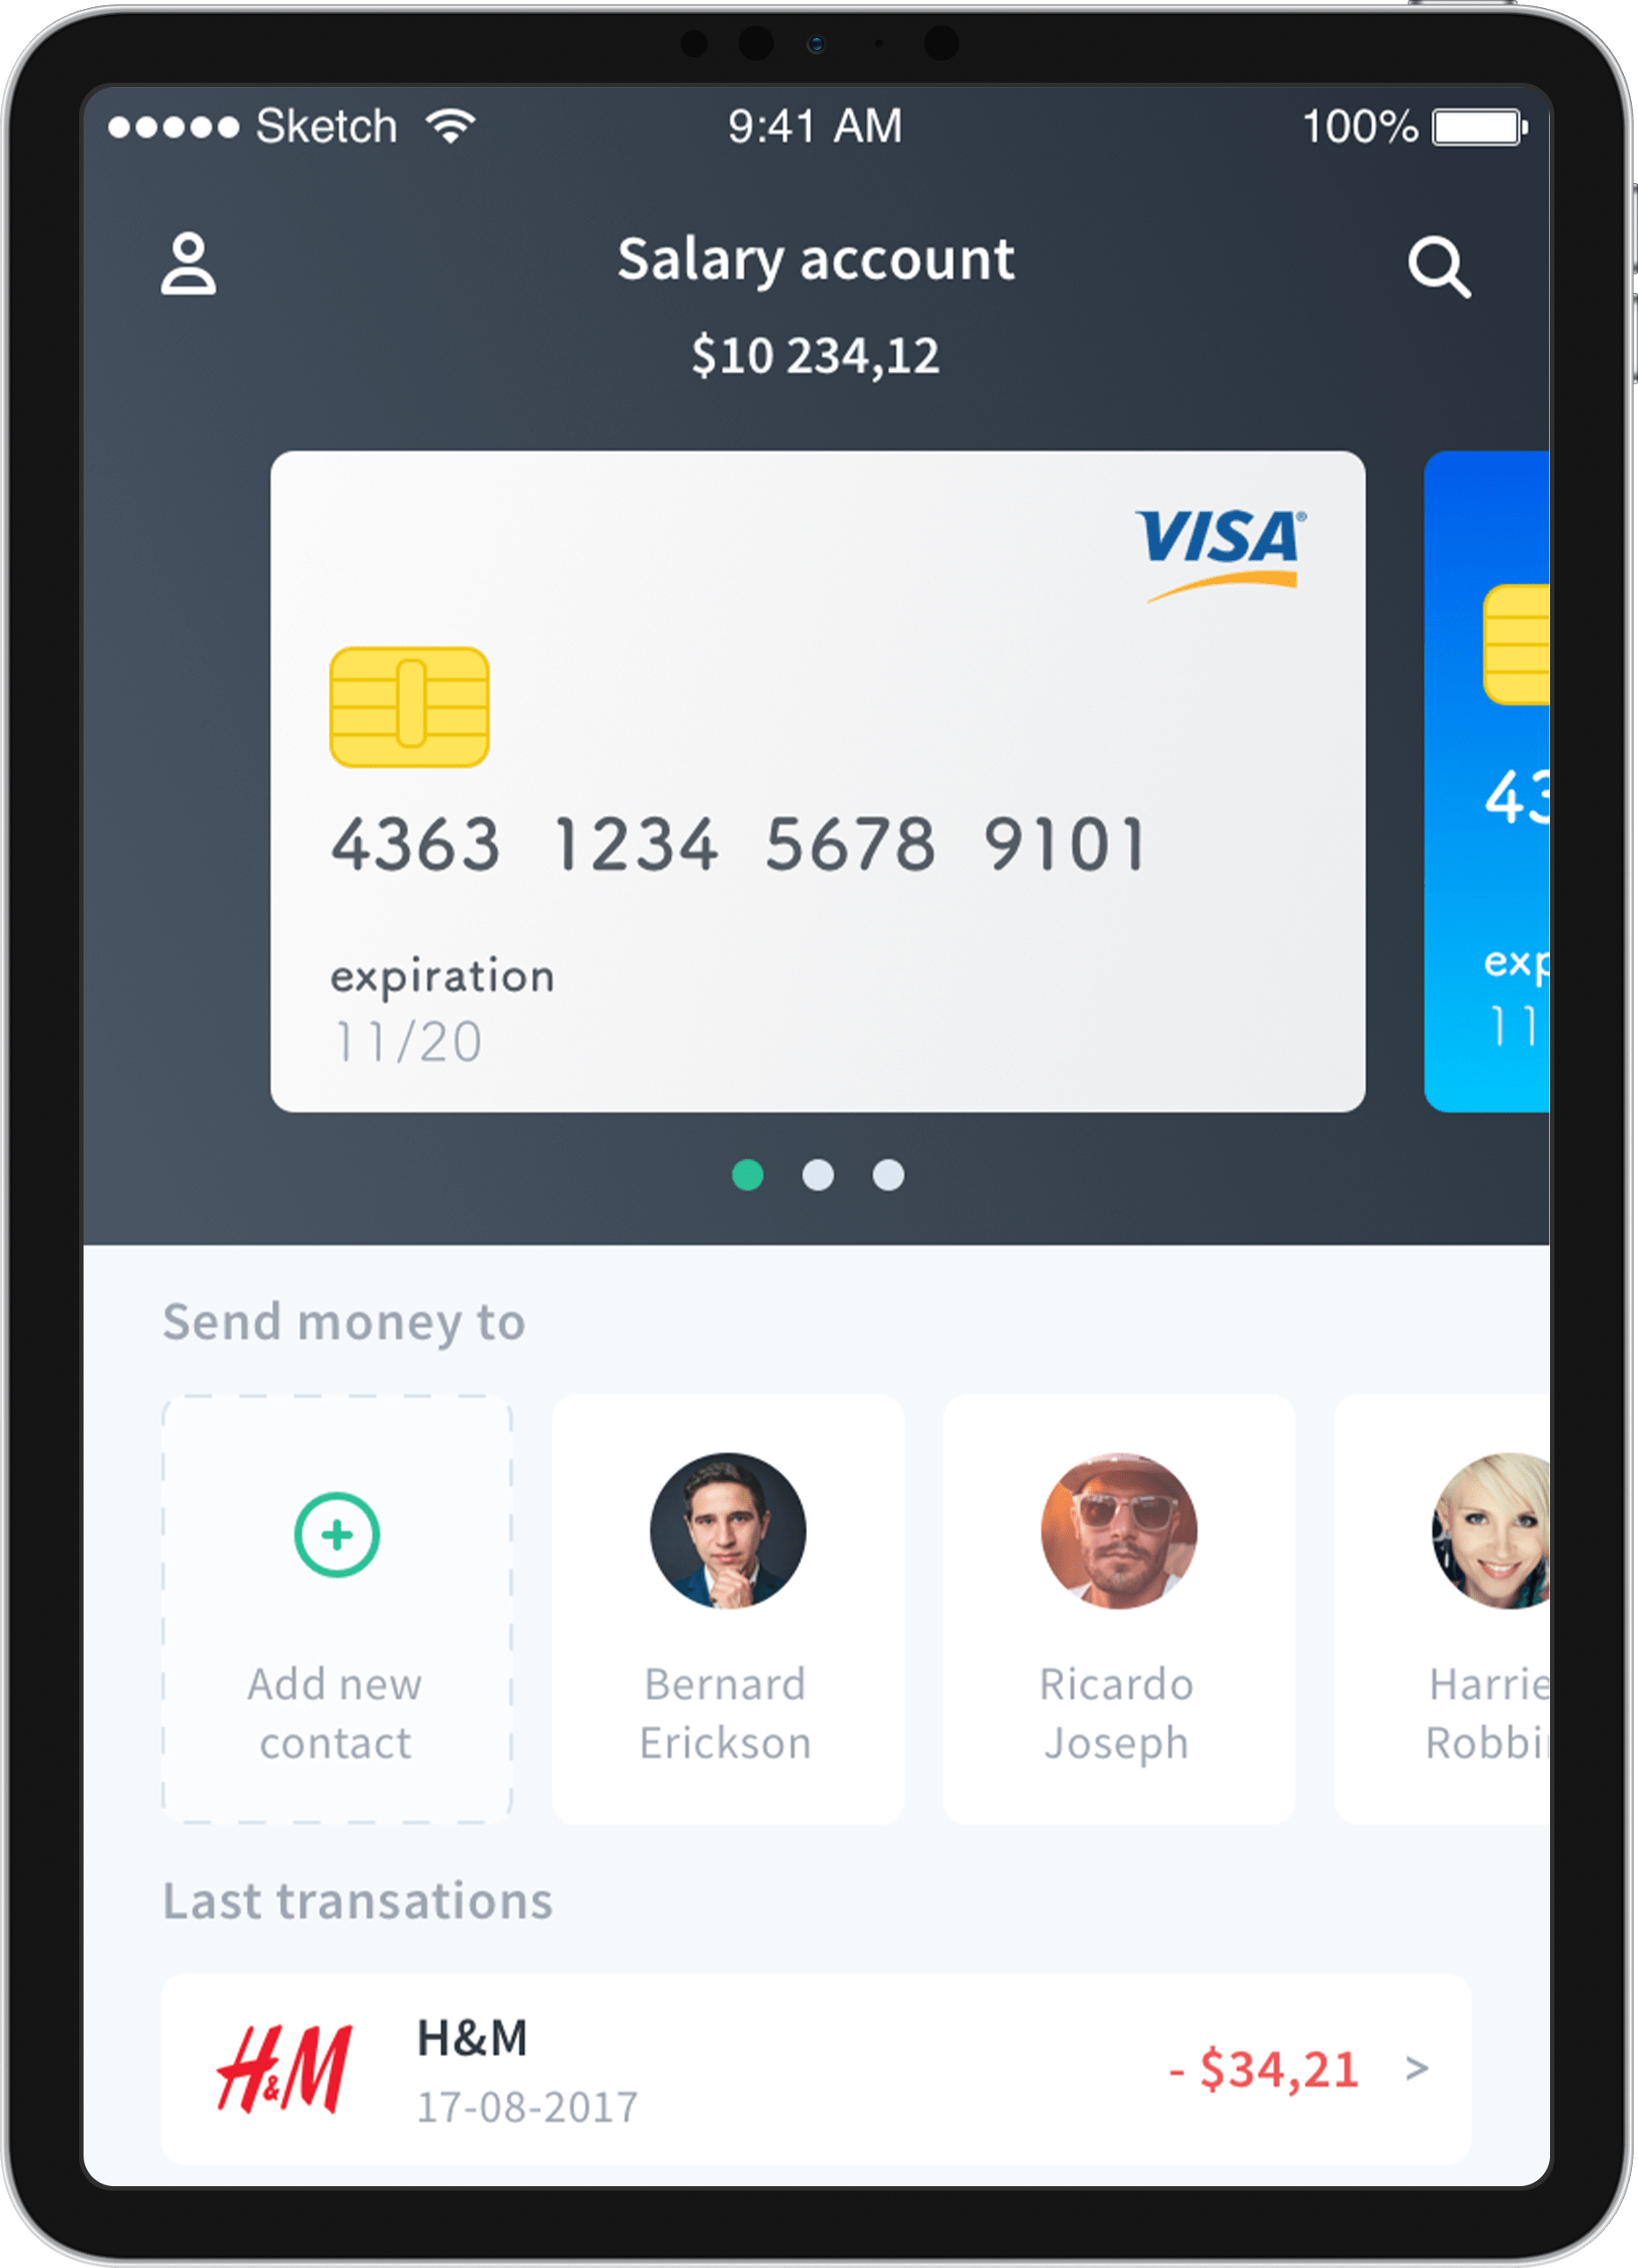 Sketch 9:41 AM 100%
Salary account
$10 234,12
VISA®
4363 1234 5678 9101
43
expiration
exp
11/20
11
Send money to
Add new
contact
Bernard
Erickson
Ricardo
Joseph
Harrie
Robbi
Last transations
H&M
H&M
17-08-2017
- $34,21 >